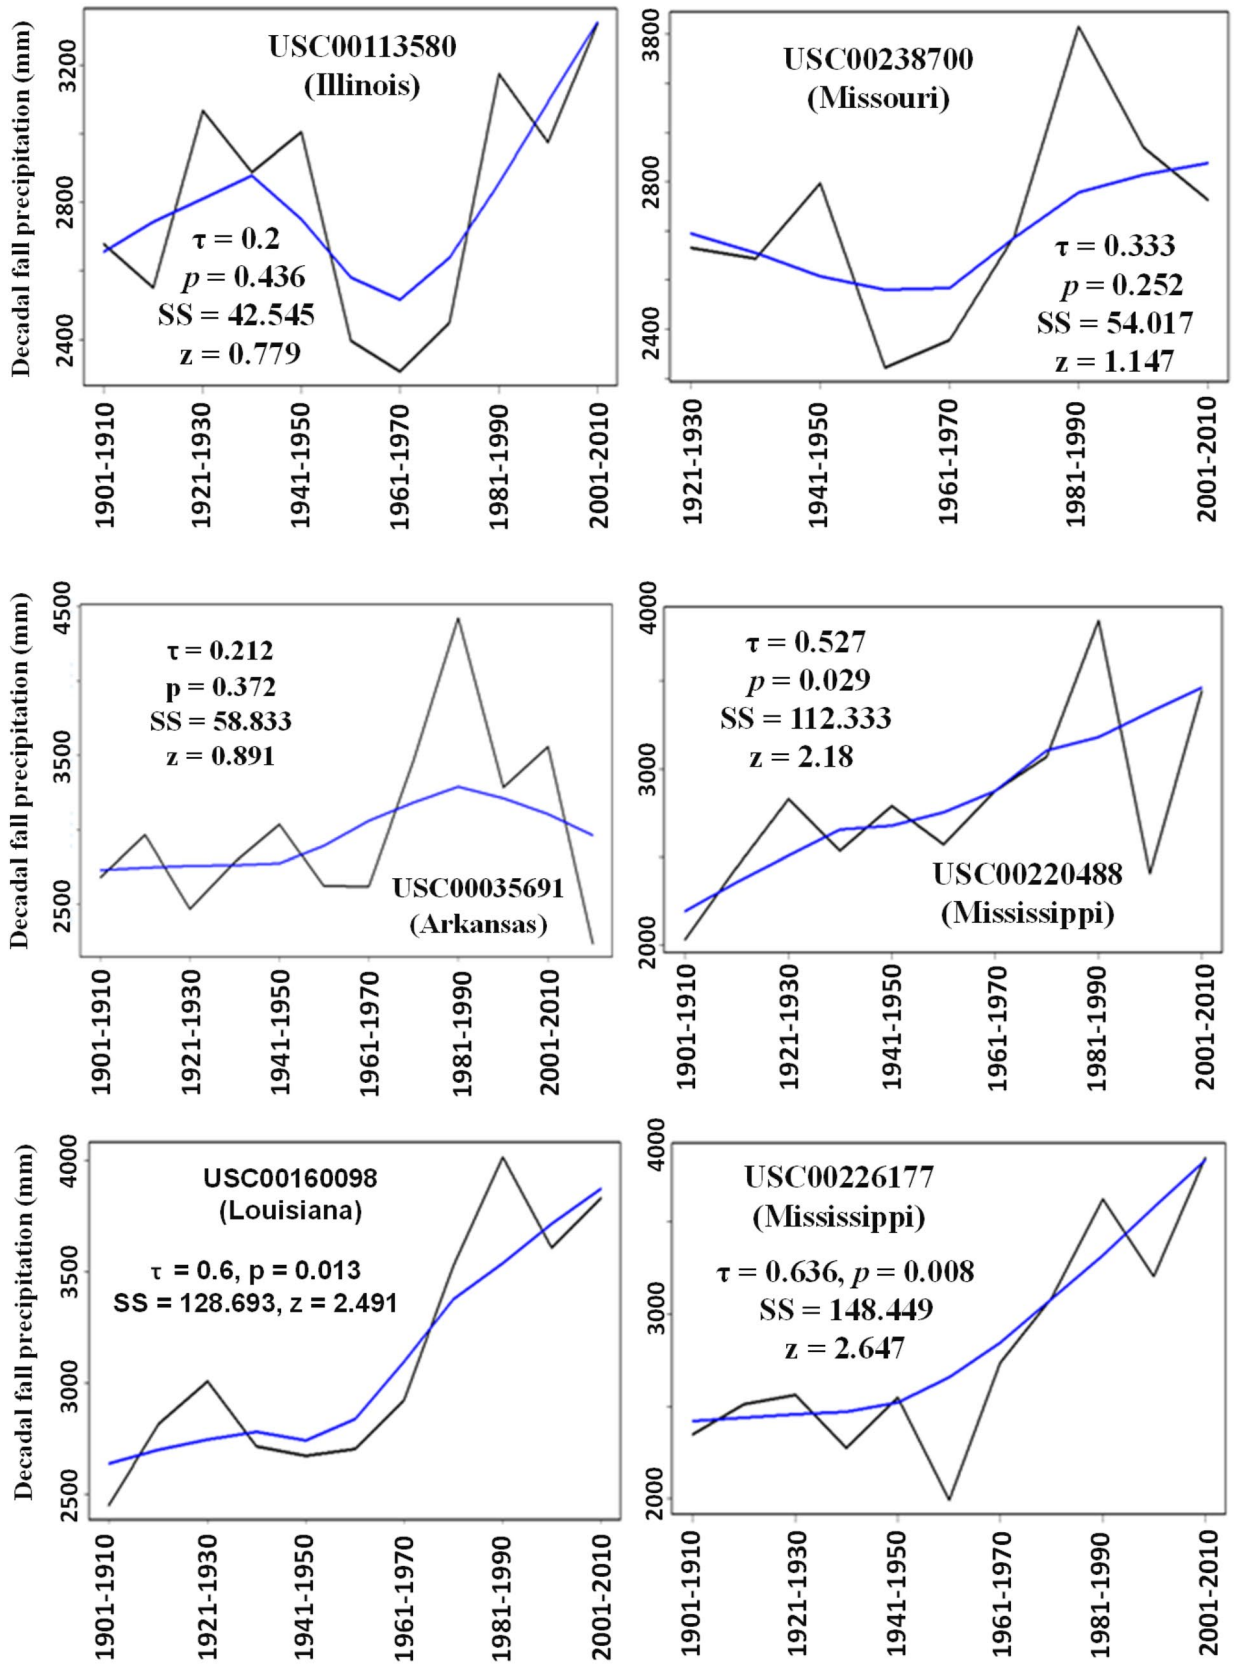 Decadal fall precipitation (mm)
3200
2800
2400
USC00113580
(Illinois)
τ = 0.2
p = 0.436
SS = 42.545
z = 0.779
1901-1910
1921-1930
1941-1950
1961-1970
1981-1990
2001-2010
3800
2800
2400
USC00238700
(Missouri)
τ = 0.333
p = 0.252
SS = 54.017
z = 1.147
1921-1930
1941-1950
1961-1970
1981-1990
2001-2010
Decadal fall precipitation (mm)
4500
3500
2500
τ = 0.212
p = 0.372
SS = 58.833
z = 0.891
USC00035691
(Arkansas)
1901-1910
1921-1930
1941-1950
1961-1970
1981-1990
2001-2010
4000
3000
2000
τ = 0.527
p = 0.029
SS = 112.333
z = 2.18
USC00220488
(Mississippi)
1901-1910
1921-1930
1941-1950
1961-1970
1981-1990
2001-2010
Decadal fall precipitation (mm)
4000
3500
3000
2500
USC00160098
(Louisiana)
τ = 0.6, p = 0.013
SS = 128.693, z = 2.491
1901-1910
1921-1930
1941-1950
1961-1970
1981-1990
2001-2010
4000
3000
2000
USC00226177
(Mississippi)
τ = 0.636, p = 0.008
SS = 148.449
z = 2.647
1901-1910
1921-1930
1941-1950
1961-1970
1981-1990
2001-2010